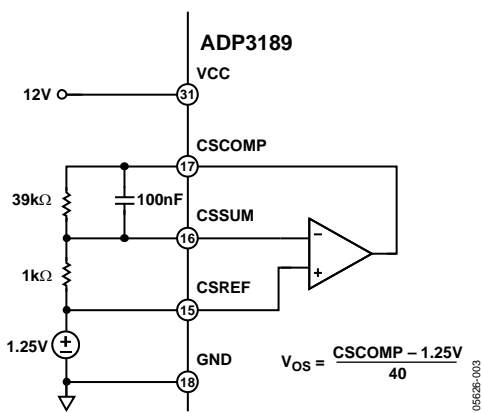 ADP3189
VCC
12V
31
CSCOMP
17
39kΩ
100nF
CSSUM
16
1kΩ
CSREF
15
1.25V
GND
18
VOS = CSCOMP – 1.25V
40
05626-003